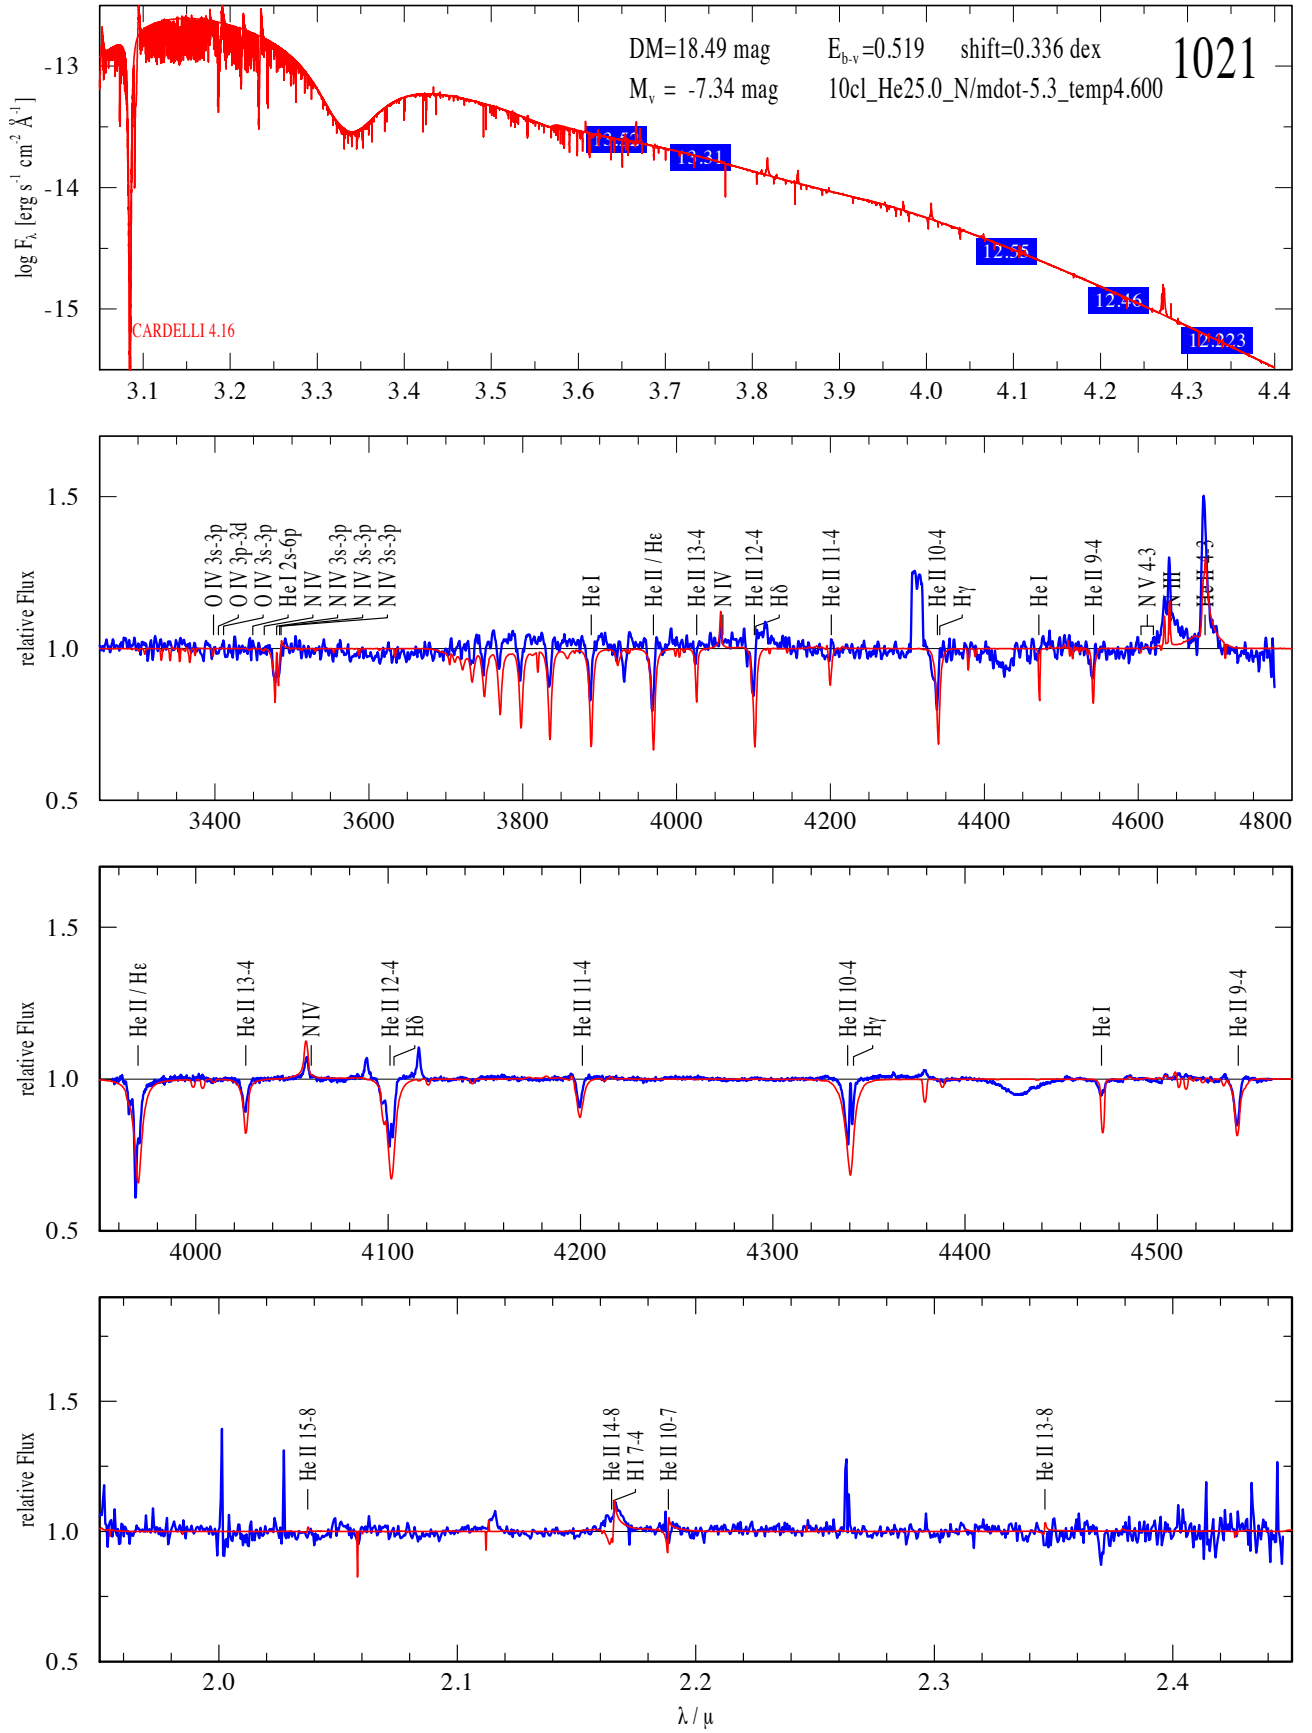 DM=18.49 mag E_b-v=0.519 shift=0.336 dex 1021
M_v = -7.34 mag 10cl_He25.0_N/mdot-5.3_temp4.600
-13
-14
-15
log F_λ [erg s⁻¹ cm⁻² Å⁻¹]
13.31
12.55
12.46
12.223
CARDELLI 4.16
3.1 3.2 3.3 3.4 3.5 3.6 3.7 3.8 3.9 4.0 4.1 4.2 4.3 4.4
1.5
1.0
0.5
relative Flux
O IV 3s-3p
O IV 3p-3d
O IV 3s-3p
He I 2s-6p
N IV
N IV 3s-3p
N IV 3s-3p
N IV 3s-3p
He I
He II / Hε
He II 13-4
N IV
He II 12-4
Hδ
He II 11-4
He II 10-4
Hγ
He I
He II 9-4
N V 4-3
N III
He II 4-3
3400 3600 3800 4000 4200 4400 4600 4800
1.5
1.0
0.5
relative Flux
He II / Hε
He II 13-4
N IV
He II 12-4
Hδ
He II 11-4
He II 10-4
Hγ
He I
He II 9-4
4000 4100 4200 4300 4400 4500
1.5
1.0
0.5
relative Flux
He II 15-8
He II 14-8
H I 7-4
He II 10-7
He II 13-8
2.0 2.1 2.2 2.3 2.4
λ / μ